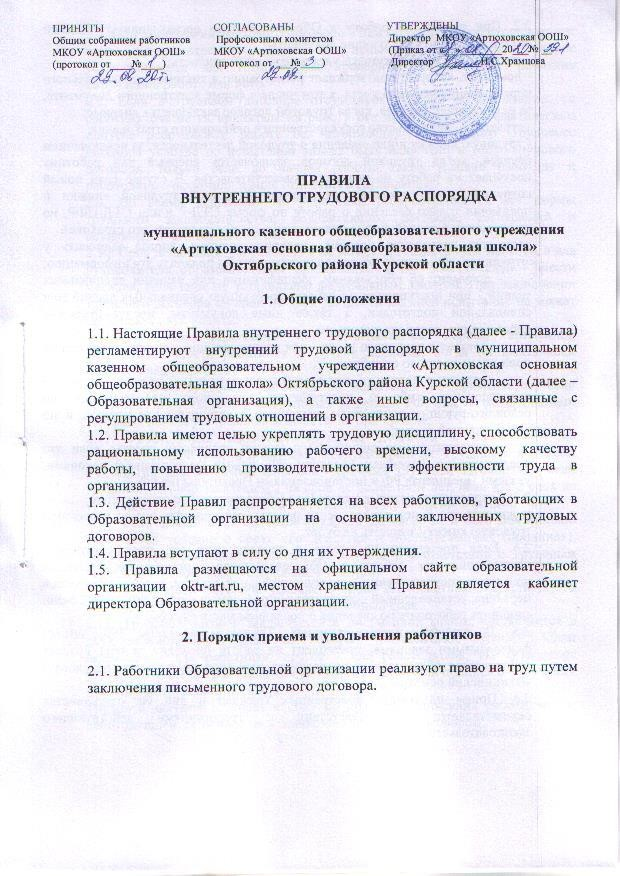 ПРИНЯТЫ
Общим собранием работников
МКОУ «Артюховская ООШ»
(протокол от № 1 )
29.08.20г.
СОГЛАСОВАНЫ
Профсоюзным комитетом
МКОУ «Артюховская ООШ»
(протокол от № 3 )
УТВЕРЖДЕНЫ
Директор МКОУ «Артюховская ООШ»
(Приказ от « » 2020 №
Директор Н.С.Храмцова
ПРАВИЛА
ВНУТРЕННЕГО ТРУДОВОГО РАСПОРЯДКА
муниципального казенного общеобразовательного учреждения
«Артюховская основная общеобразовательная школа»
Октябрьского района Курской области
1. Общие положения
1.1. Настоящие Правила внутреннего трудового распорядка (далее - Правила)
регламентируют внутренний трудовой распорядок в муниципальном
казенном общеобразовательном учреждении «Артюховская основная
общеобразовательная школа» Октябрьского района Курской области (далее –
Образовательная организация), а также иные вопросы, связанные с
регулированием трудовых отношений в организации.
1.2. Правила имеют целью укреплять трудовую дисциплину, способствовать
рациональному использованию рабочего времени, высокому качеству
работы, повышению производительности и эффективности труда в
организации.
1.3. Действие Правил распространяется на всех работников, работающих в
Образовательной организации на основании заключенных трудовых
договоров.
1.4. Правила вступают в силу со дня их утверждения.
1.5. Правила размещаются на официальном сайте образовательной
организации oktr-art.ru, местом хранения Правил является кабинет
директора Образовательной организации.
2. Порядок приема и увольнения работников
2.1. Работники Образовательной организации реализуют право на труд путем
заключения письменного трудового договора.